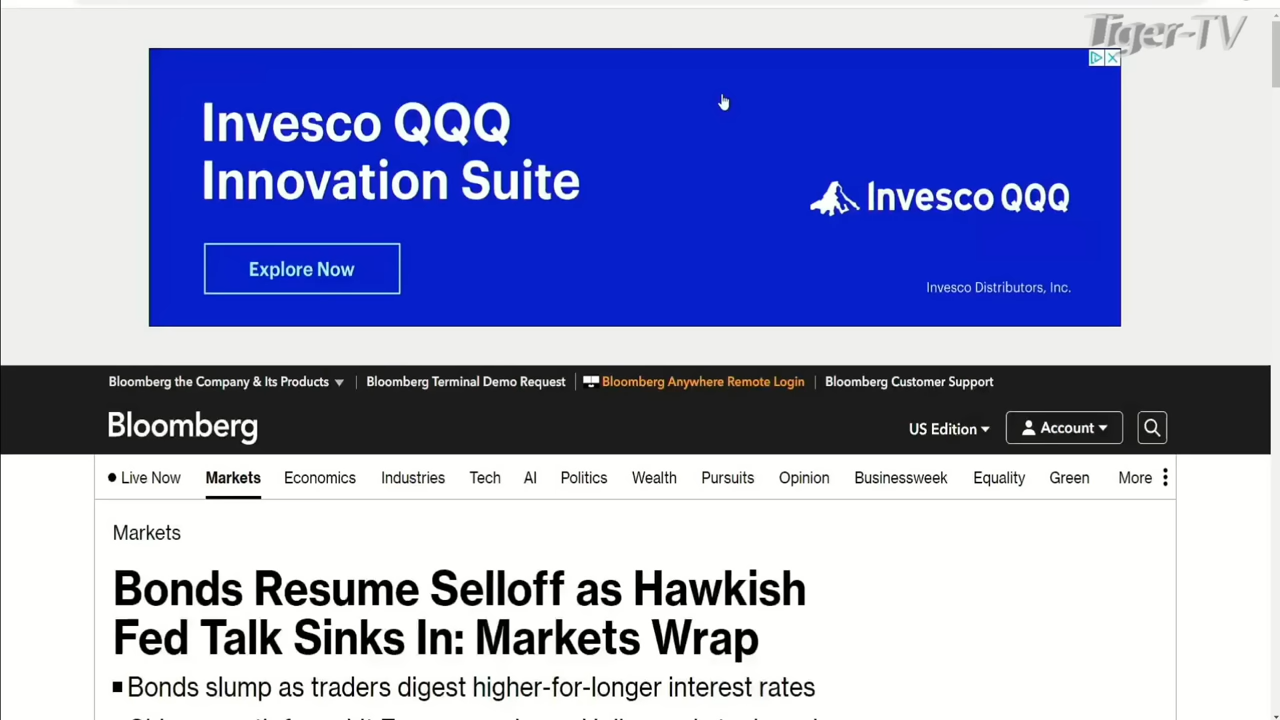 Tiger-TV
Invesco QQQ
Innovation Suite
Invesco QQQ
Explore Now
Invesco Distributors, Inc.
Bloomberg the Company & Its Products
Bloomberg Terminal Demo Request
Bloomberg Anywhere Remote Login
Bloomberg Customer Support
Bloomberg
US Edition
Account
Live Now Markets Economics Industries Tech AI Politics Wealth Pursuits Opinion Businessweek Equality Green More
Markets
Bonds Resume Selloff as Hawkish
Fed Talk Sinks In: Markets Wrap
Bonds slump as traders digest higher-for-longer interest rates